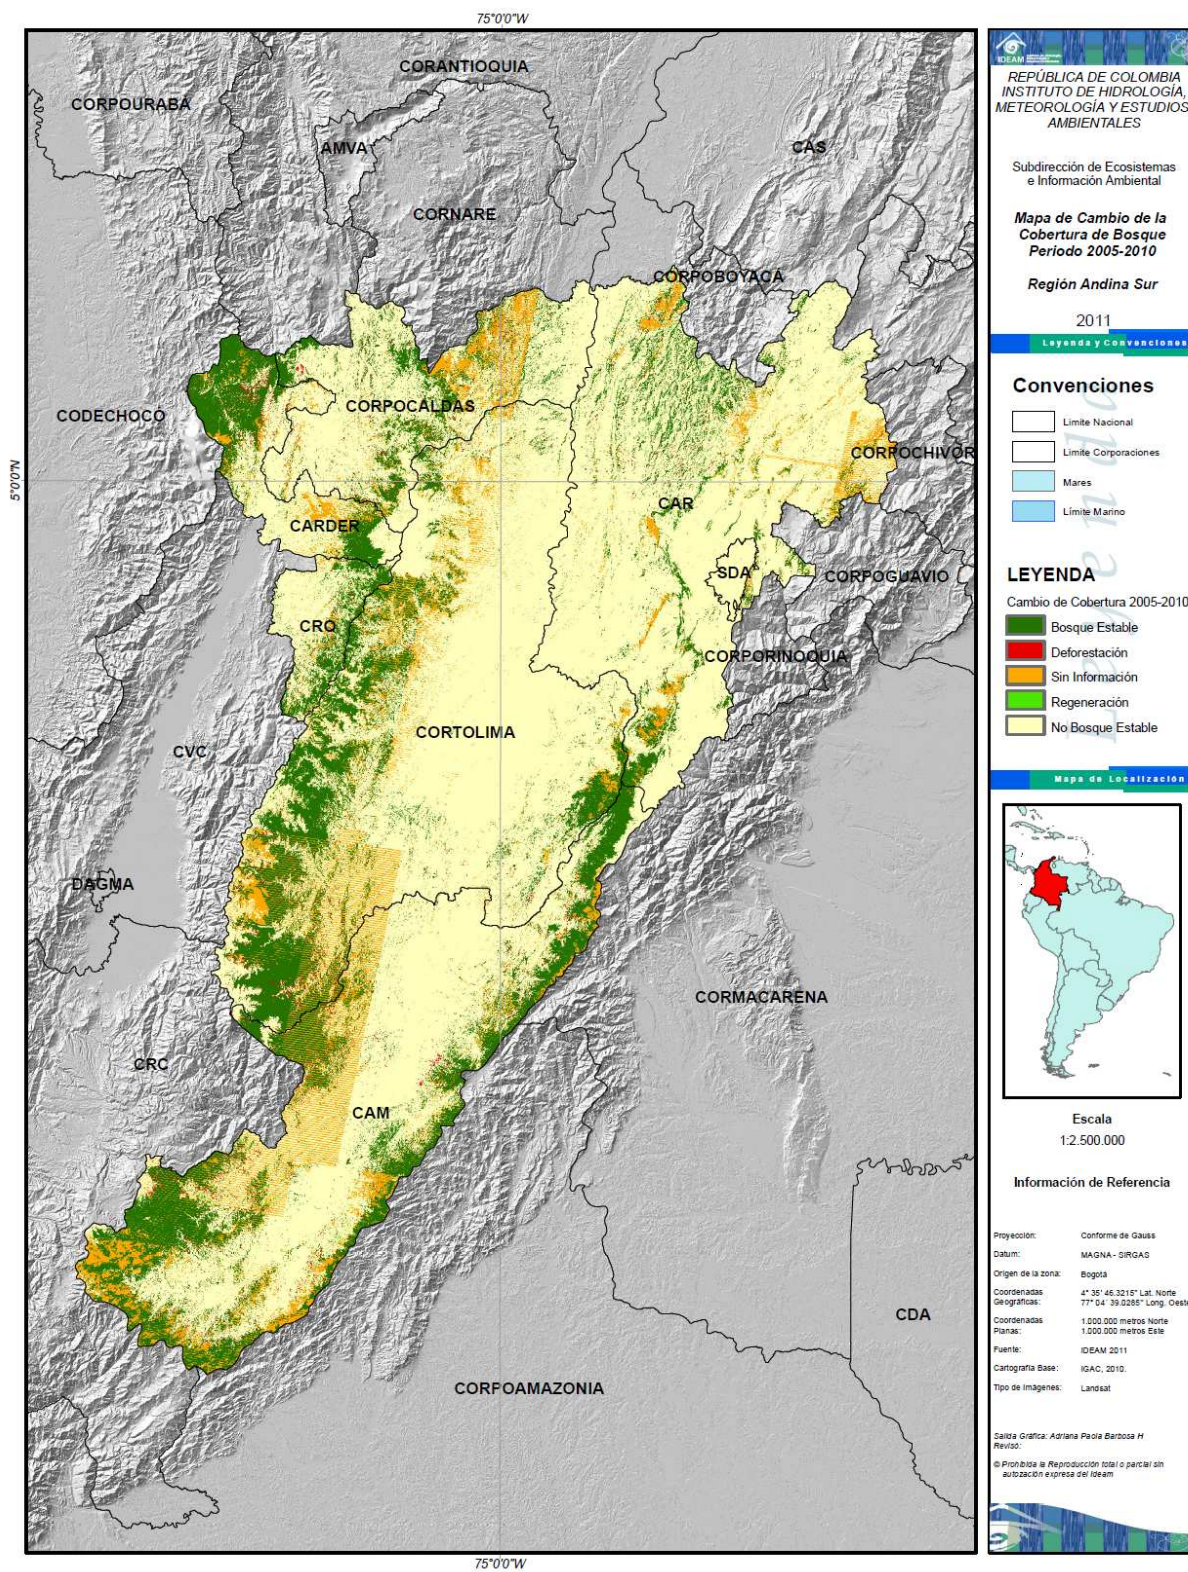 75°0'0"W
CORANTIOQUIA
CORPOURABA
AMVA
CAS
CORNARE
CORPOBOYACÁ
CODECHOCÓ
CORPOCALDAS
CORPOCHIVOR
5°0'0"N
CAR
CARDER
SDA
CORPOGUAVIO
CRQ
CORPORINOQUIA
CORTOLIMA
CVC
DAGMA
CORMACARENA
CRC
CAM
CDA
CORPOAMAZONIA
75°0'0"W
IDEAM
REPÚBLICA DE COLOMBIA
INSTITUTO DE HIDROLOGÍA,
METEOROLOGÍA Y ESTUDIOS
AMBIENTALES
Subdirección de Ecosistemas
e Información Ambiental
Mapa de Cambio de la
Cobertura de Bosque
Periodo 2005-2010
Región Andina Sur
2011
Leyenda y Convenciones
Convenciones
Limite Nacional
Limite Corporaciones
Mares
Límite Marino
Leyenda
LEYENDA
Cambio de Cobertura 2005-2010
Bosque Estable
Deforestación
Sin Información
Regeneración
No Bosque Estable
Mapa de Localización
Escala
1:2.500.000
Información de Referencia
Proyección: Conforme de Gauss
Datum: MAGNA - SIRGAS
Origen de la zona: Bogotá
Coordenadas Geográficas: 4° 35' 46.3215" Lat. Norte
77° 04' 39.0285" Long. Oeste
Coordenadas Planas: 1.000.000 metros Norte
1.000.000 metros Este
Fuente: IDEAM 2011
Cartografía Base: IGAC, 2010.
Tipo de Imágenes: Landsat
Salida Gráfica: Adriana Paola Barbosa H
Revisó:
© Prohibida la Reproducción total o parcial sin
autozación expresa del Ideam